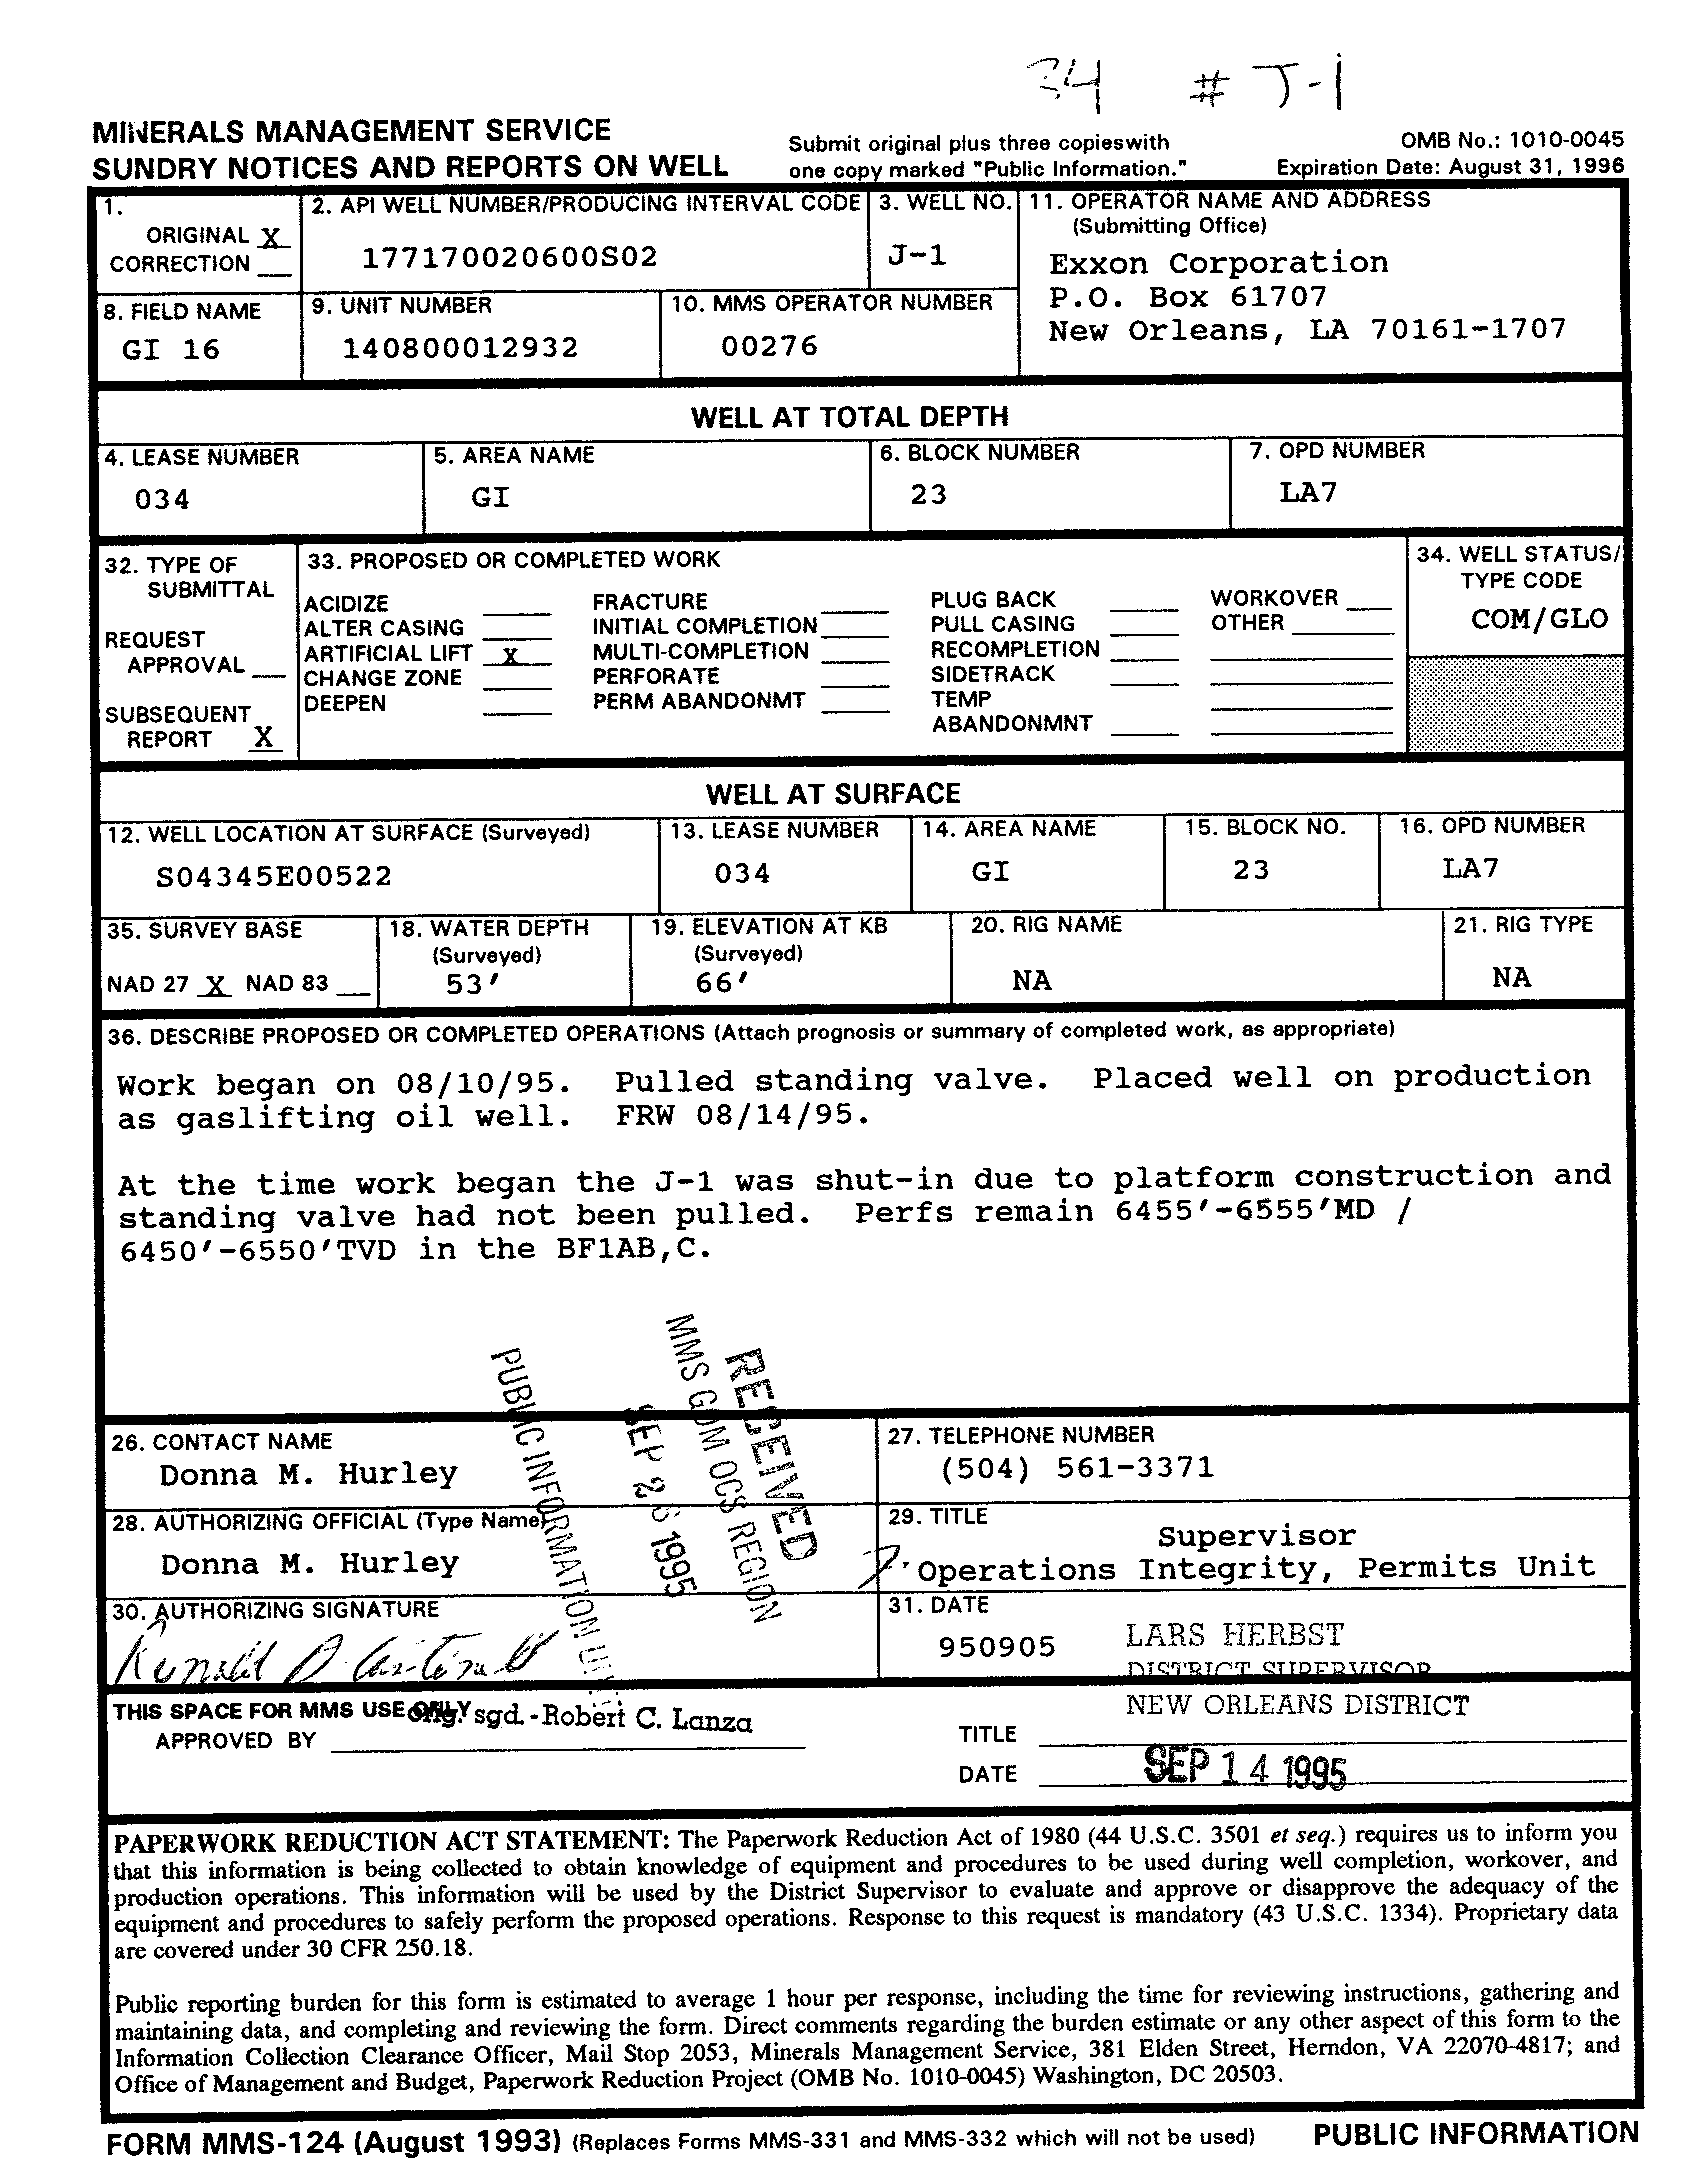 34 # J-1
MINERALS MANAGEMENT SERVICE
SUNDRY NOTICES AND REPORTS ON WELL
Submit original plus three copieswith
one copy marked "Public Information."
OMB No.: 1010-0045
Expiration Date: August 31, 1996
1.
ORIGINAL X
CORRECTION __
2. API WELL NUMBER/PRODUCING INTERVAL CODE
177170020600S02
3. WELL NO.
J-1
11. OPERATOR NAME AND ADDRESS
(Submitting Office)
Exxon Corporation
P.O. Box 61707
New Orleans, LA 70161-1707
8. FIELD NAME
GI 16
9. UNIT NUMBER
140800012932
10. MMS OPERATOR NUMBER
00276
WELL AT TOTAL DEPTH
4. LEASE NUMBER
034
5. AREA NAME
GI
6. BLOCK NUMBER
23
7. OPD NUMBER
LA7
32. TYPE OF
SUBMITTAL
REQUEST
APPROVAL __
SUBSEQUENT
REPORT X
33. PROPOSED OR COMPLETED WORK
ACIDIZE
ALTER CASING
ARTIFICIAL LIFT X
CHANGE ZONE
DEEPEN
FRACTURE
INITIAL COMPLETION
MULTI-COMPLETION
PERFORATE
PERM ABANDONMT
PLUG BACK
PULL CASING
RECOMPLETION
SIDETRACK
TEMP
ABANDONMNT
WORKOVER
OTHER
34. WELL STATUS/
TYPE CODE
COM/GLO
WELL AT SURFACE
12. WELL LOCATION AT SURFACE (Surveyed)
S04345E00522
13. LEASE NUMBER
034
14. AREA NAME
GI
15. BLOCK NO.
23
16. OPD NUMBER
LA7
35. SURVEY BASE
NAD 27 X NAD 83 __
18. WATER DEPTH
(Surveyed)
53'
19. ELEVATION AT KB
(Surveyed)
66'
20. RIG NAME
NA
21. RIG TYPE
NA
36. DESCRIBE PROPOSED OR COMPLETED OPERATIONS (Attach prognosis or summary of completed work, as appropriate)
Work began on 08/10/95. Pulled standing valve. Placed well on production
as gaslifting oil well. FRW 08/14/95.
At the time work began the J-1 was shut-in due to platform construction and
standing valve had not been pulled. Perfs remain 6455'-6555'MD /
6450'-6550'TVD in the BF1AB,C.
RECEIVED
MMS GOM OCS REGION
SEP 26 1995
PUBLIC INFORMATION
26. CONTACT NAME
Donna M. Hurley
27. TELEPHONE NUMBER
(504) 561-3371
28. AUTHORIZING OFFICIAL (Type Name)
Donna M. Hurley
29. TITLE
Supervisor
Operations Integrity, Permits Unit
30. AUTHORIZING SIGNATURE
31. DATE
950905
LARS HERBST
DISTRICT SUPERVISOR
NEW ORLEANS DISTRICT
THIS SPACE FOR MMS USE ONLY
Orig. sgd.-Robert C. Lanza
APPROVED BY
TITLE
DATE SEP 14 1995
PAPERWORK REDUCTION ACT STATEMENT: The Paperwork Reduction Act of 1980 (44 U.S.C. 3501 et seq.) requires us to inform you
that this information is being collected to obtain knowledge of equipment and procedures to be used during well completion, workover, and
production operations. This information will be used by the District Supervisor to evaluate and approve or disapprove the adequacy of the
equipment and procedures to safely perform the proposed operations. Response to this request is mandatory (43 U.S.C. 1334). Proprietary data
are covered under 30 CFR 250.18.
Public reporting burden for this form is estimated to average 1 hour per response, including the time for reviewing instructions, gathering and
maintaining data, and completing and reviewing the form. Direct comments regarding the burden estimate or any other aspect of this form to the
Information Collection Clearance Officer, Mail Stop 2053, Minerals Management Service, 381 Elden Street, Herndon, VA 22070-4817; and
Office of Management and Budget, Paperwork Reduction Project (OMB No. 1010-0045) Washington, DC 20503.
FORM MMS-124 (August 1993) (Replaces Forms MMS-331 and MMS-332 which will not be used) PUBLIC INFORMATION